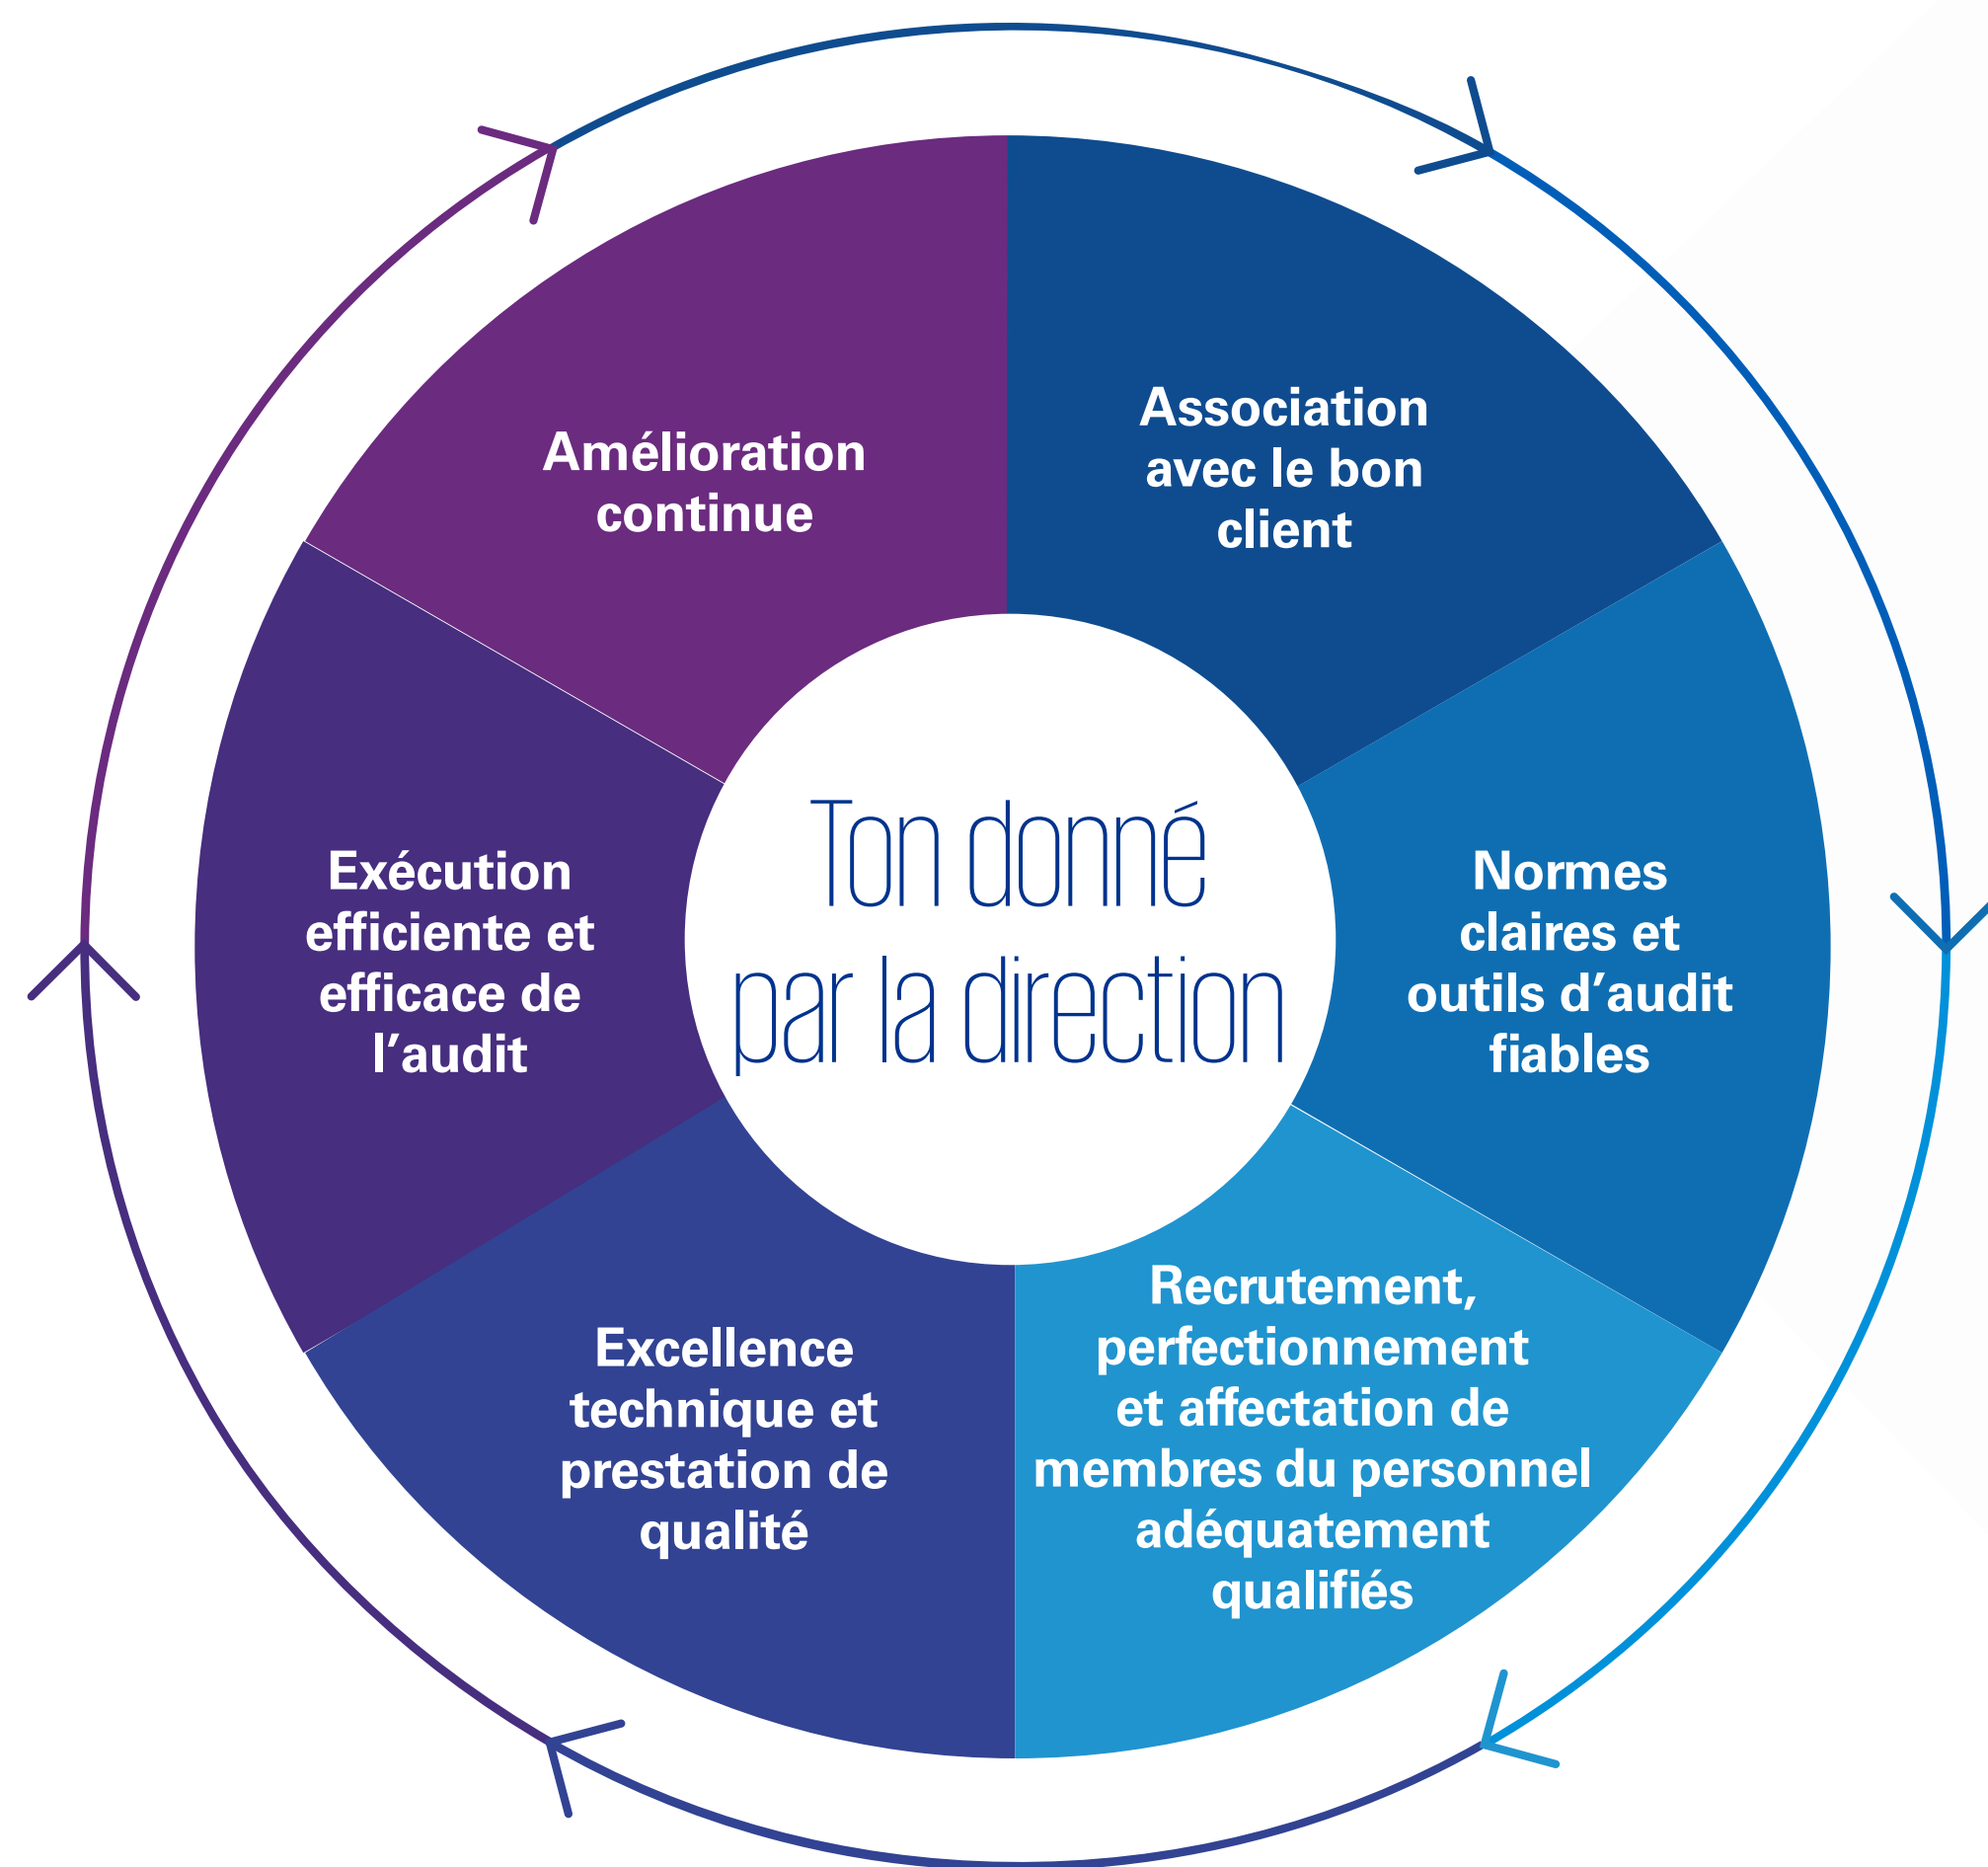 Amélioration
continue
Association
avec le bon
client
Exécution
efficiente et
efficace de
l’audit
Ton donné
par la direction
Normes
claires et
outils d’audit
fiables
Excellence
technique et
prestation de
qualité
Recrutement,
perfectionnement
et affectation de
membres du personnel
adéquatement
qualifiés